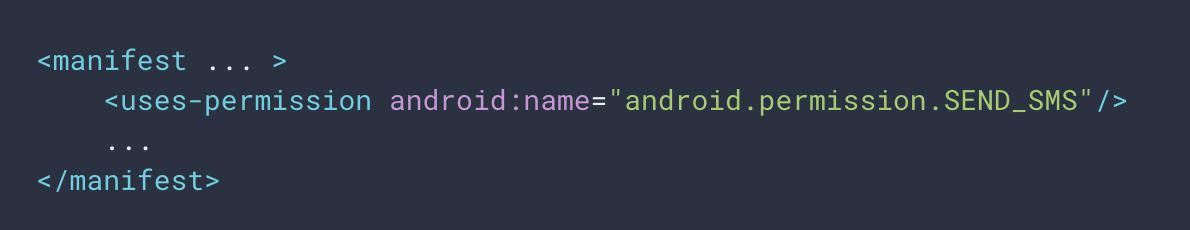 <manifest ... >
    <uses-permission android:name="android.permission.SEND_SMS"/>
    ...
</manifest>